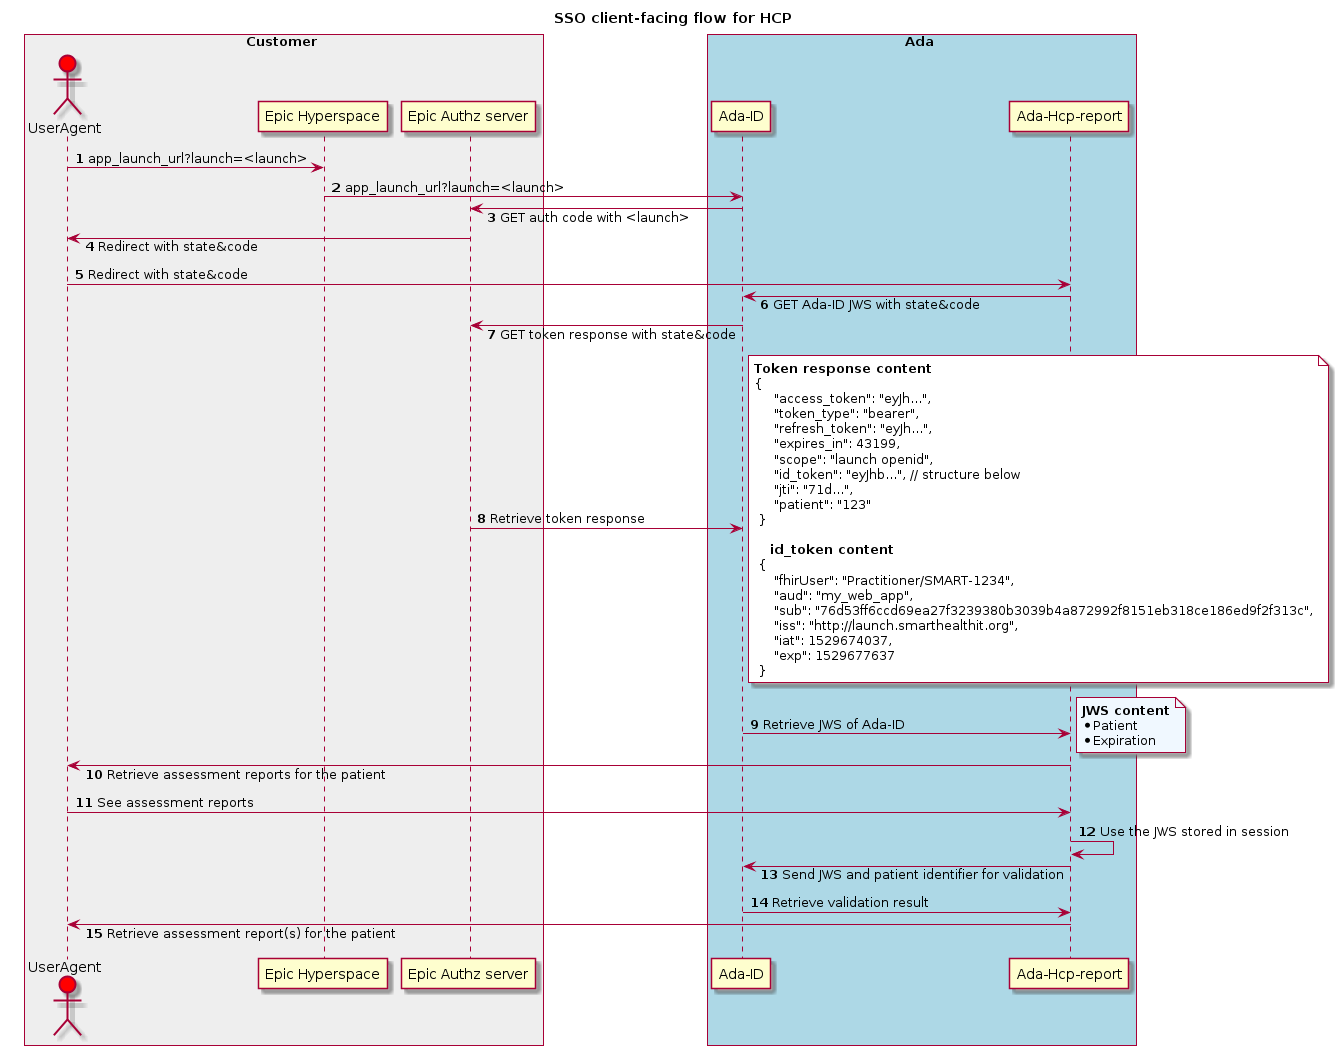 SSO client-facing flow for HCP
Customer
Ada
UserAgent
Epic Hyperspace
Epic Authz server
Ada-ID
Ada-Hcp-report
1 app_launch_url?launch=<launch>
2 app_launch_url?launch=<launch>
3 GET auth code with <launch>
4 Redirect with state&code
5 Redirect with state&code
6 GET Ada-ID JWS with state&code
7 GET token response with state&code
Token response content
{
"access_token": "eyJh...",
"token_type": "bearer",
"refresh_token": "eyJh...",
"expires_in": 43199,
"scope": "launch openid",
"id_token": "eyJhb...", // structure below
"jti": "71d...",
"patient": "123"
}
8 Retrieve token response
id_token content
{
"fhirUser": "Practitioner/SMART-1234",
"aud": "my_web_app",
"sub": "76d53ff6ccd69ea27f3239380b3039b4a872992f8151eb318ce186ed9f2f313c",
"iss": "http://launch.smarthealthit.org",
"iat": 1529674037,
"exp": 1529677637
}
JWS content
• Patient
• Expiration
9 Retrieve JWS of Ada-ID
10 Retrieve assessment reports for the patient
11 See assessment reports
12 Use the JWS stored in session
13 Send JWS and patient identifier for validation
14 Retrieve validation result
15 Retrieve assessment report(s) for the patient
UserAgent
Epic Hyperspace
Epic Authz server
Ada-ID
Ada-Hcp-report